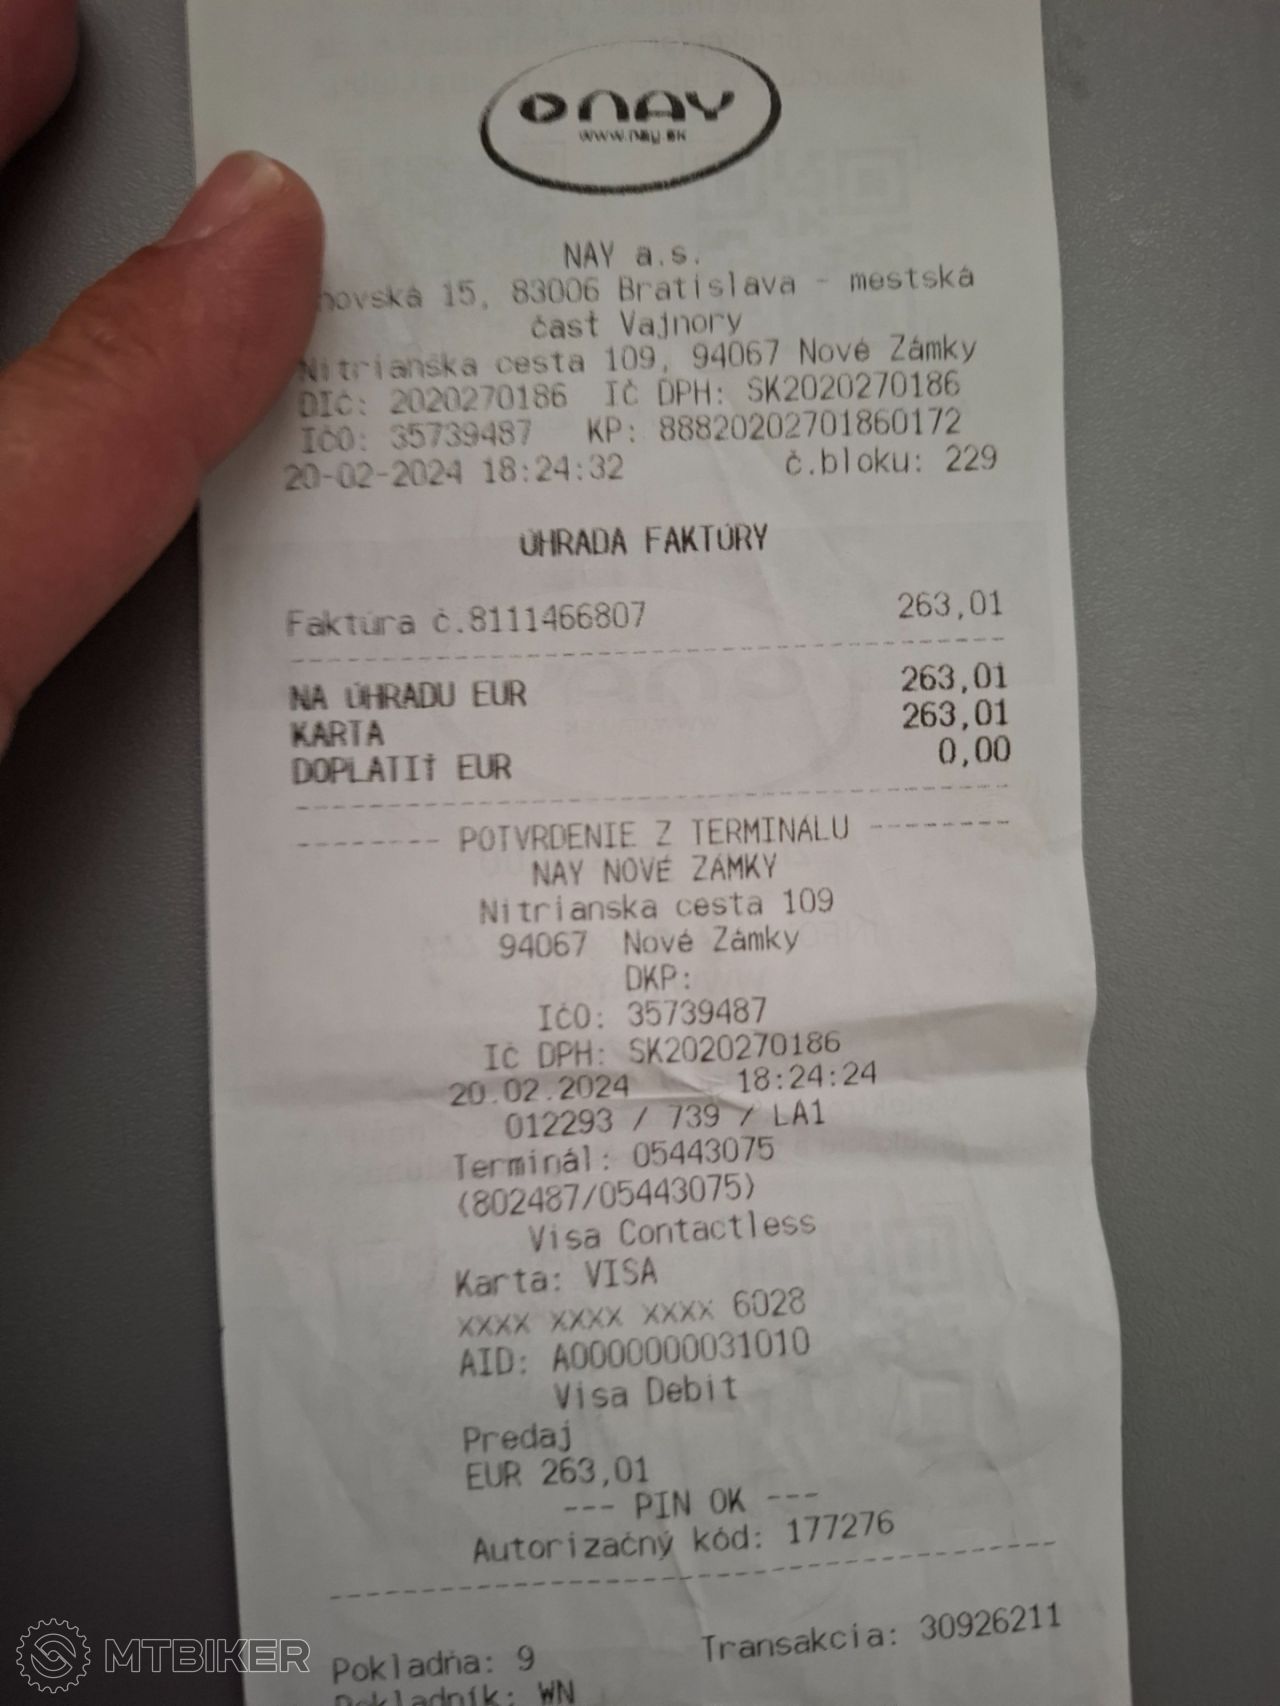 NAY
www.nay.sk
NAY a.s.
15, 83006 Bratislava - mestská
časť Vajnory
Nitrianska cesta 109, 94067 Nové Zámky
DIČ: 2020270186 IČ DPH: SK2020270186
IČO: 35739487 KP: 88820202701860172
20-02-2024 18:24:32 č.bloku: 229
ÚHRADA FAKTÚRY
Faktúra č.8111466807 263,01
NA ÚHRADU EUR 263,01
KARTA 263,01
DOPLATIŤ EUR 0,00
-------- POTVRDENIE Z TERMINÁLU --------
NAY NOVÉ ZÁMKY
Nitrianska cesta 109
94067 Nové Zámky
DKP:
IČO: 35739487
IČ DPH: SK2020270186
20.02.2024 18:24:24
012293 / 739 / LA1
Terminál: 05443075
(802487/05443075)
Visa Contactless
Karta: VISA
xxxx xxxx xxxx 6028
AID: A0000000031010
Visa Debit
Predaj
EUR 263,01
--- PIN OK ---
Autorizačný kód: 177276
Pokladňa: 9 Transakcia: 30926211
Pokladník: WN
MTBIKER